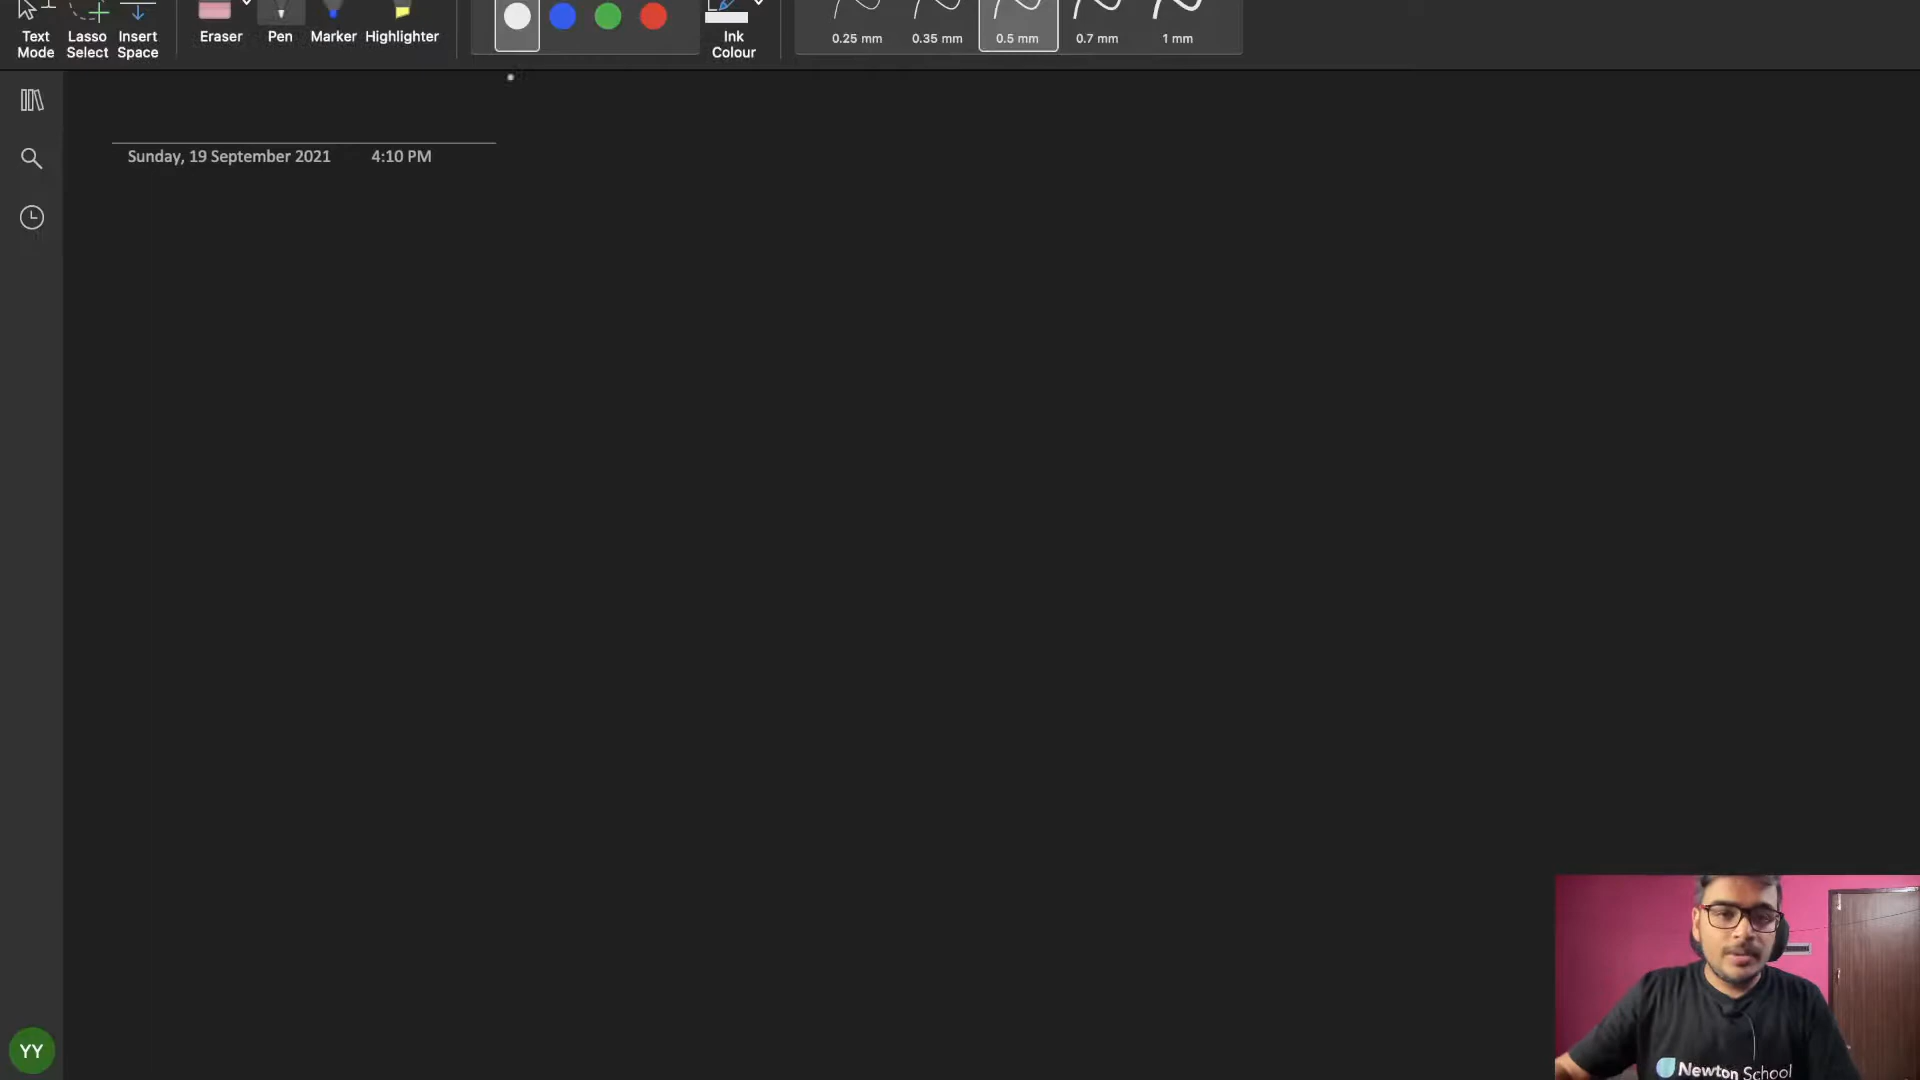 Text Mode
Lasso Select
Insert Space
Eraser
Pen
Marker
Highlighter
Ink Colour
0.25 mm
0.35 mm
0.5 mm
0.7 mm
1 mm
Sunday, 19 September 2021 4:10 PM
YY
Newton School